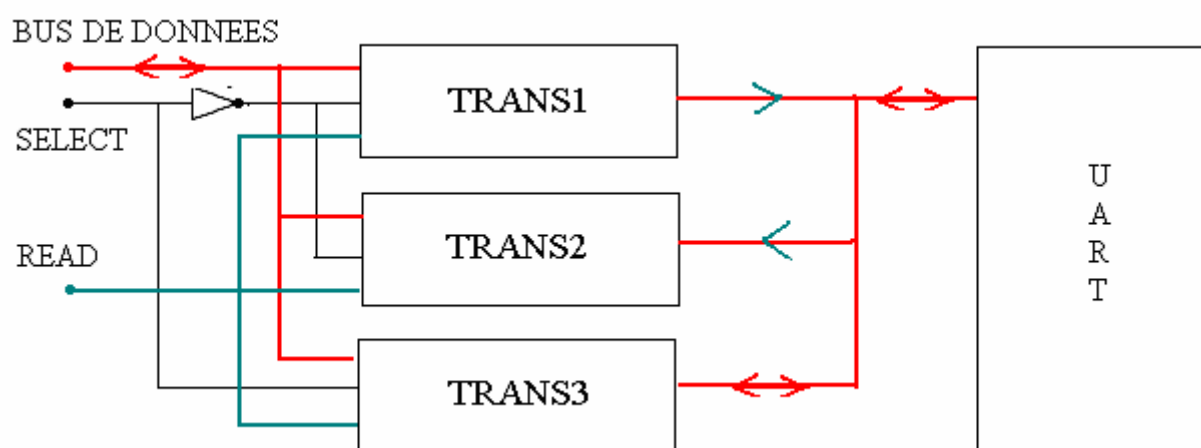 BUS DE DONNEES
SELECT
READ
TRANS1
TRANS2
TRANS3
U
A
R
T